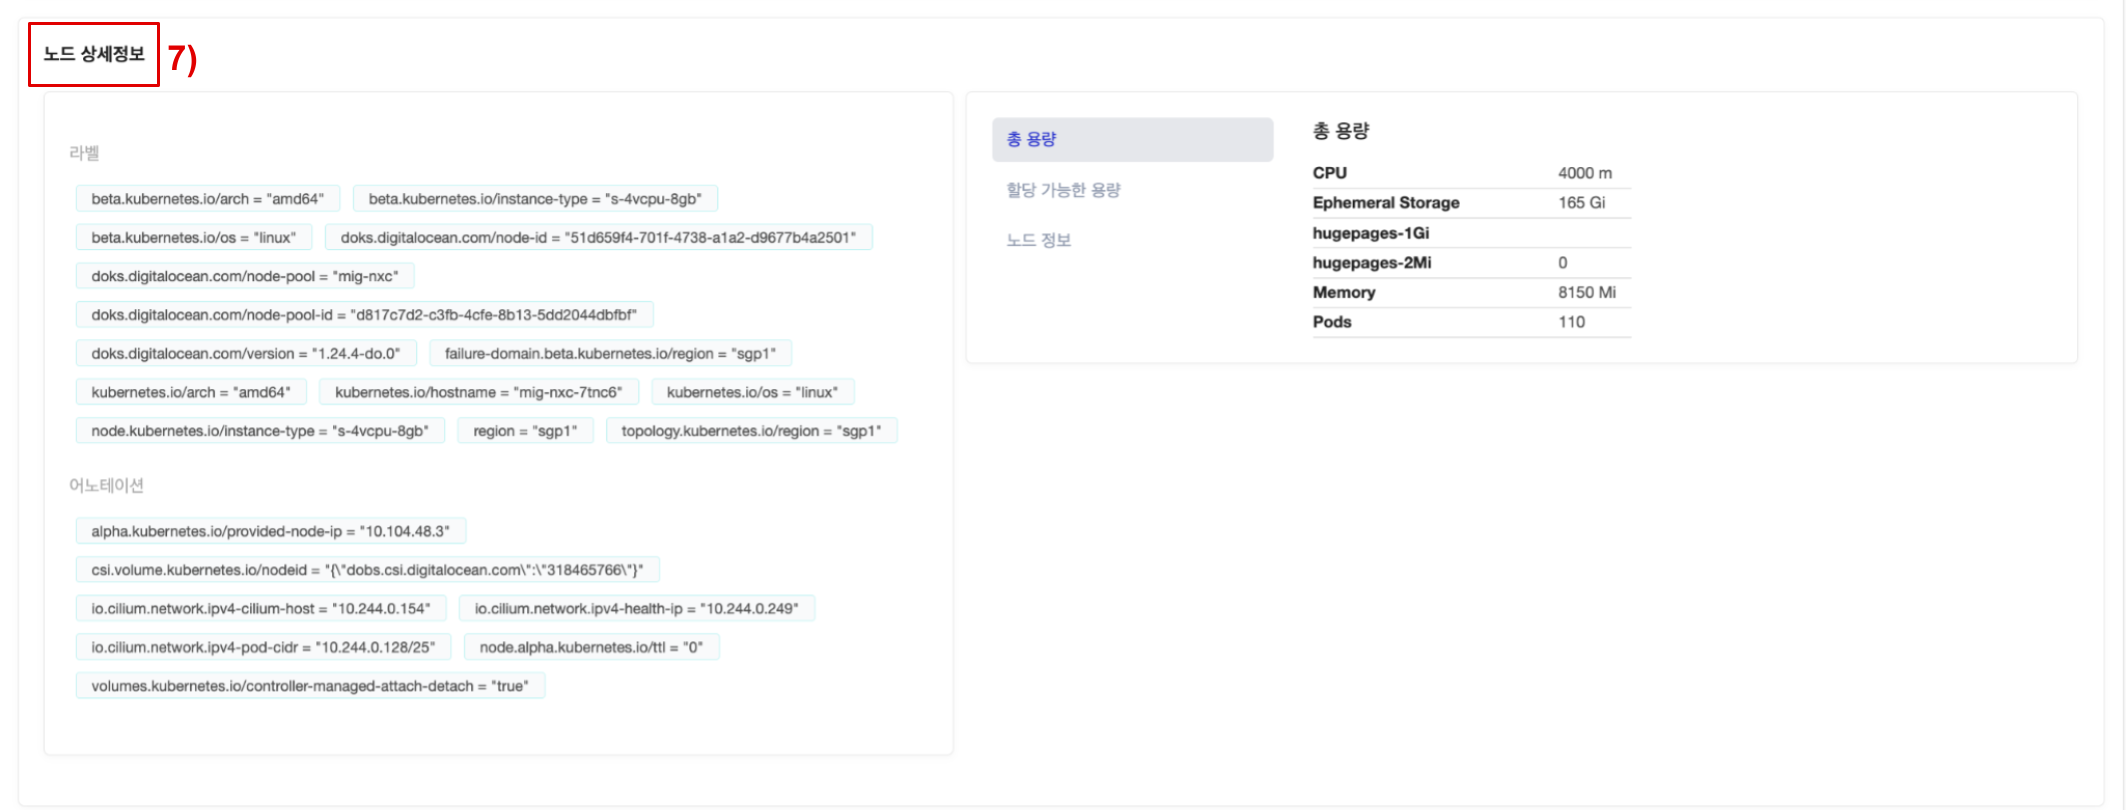 노드 상세정보 7)
라벨
beta.kubernetes.io/arch = "amd64" beta.kubernetes.io/instance-type = "s-4vcpu-8gb"
beta.kubernetes.io/os = "linux" doks.digitalocean.com/node-id = "51d659f4-701f-4738-a1a2-d9677b4a2501"
doks.digitalocean.com/node-pool = "mig-nxc"
doks.digitalocean.com/node-pool-id = "d817c7d2-c3fb-4cfe-8b13-5dd2044dbfbf"
doks.digitalocean.com/version = "1.24.4-do.0" failure-domain.beta.kubernetes.io/region = "sgp1"
kubernetes.io/arch = "amd64" kubernetes.io/hostname = "mig-nxc-7tnc6" kubernetes.io/os = "linux"
node.kubernetes.io/instance-type = "s-4vcpu-8gb" region = "sgp1" topology.kubernetes.io/region = "sgp1"
어노테이션
alpha.kubernetes.io/provided-node-ip = "10.104.48.3"
csi.volume.kubernetes.io/nodeid = "{\"dobs.csi.digitalocean.com\":\"318465766\"}"
io.cilium.network.ipv4-cilium-host = "10.244.0.154" io.cilium.network.ipv4-health-ip = "10.244.0.249"
io.cilium.network.ipv4-pod-cidr = "10.244.0.128/25" node.alpha.kubernetes.io/ttl = "0"
volumes.kubernetes.io/controller-managed-attach-detach = "true"
총 용량
할당 가능한 용량
노드 정보
총 용량
CPU 4000 m
Ephemeral Storage 165 Gi
hugepages-1Gi
hugepages-2Mi 0
Memory 8150 Mi
Pods 110